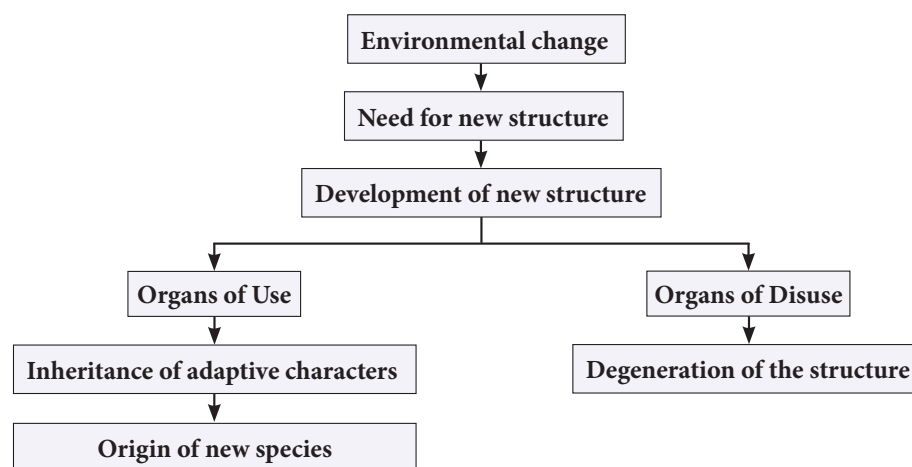 Environmental change
Need for new structure
Development of new structure
Organs of Use
Organs of Disuse
Inheritance of adaptive characters
Degeneration of the structure
Origin of new species